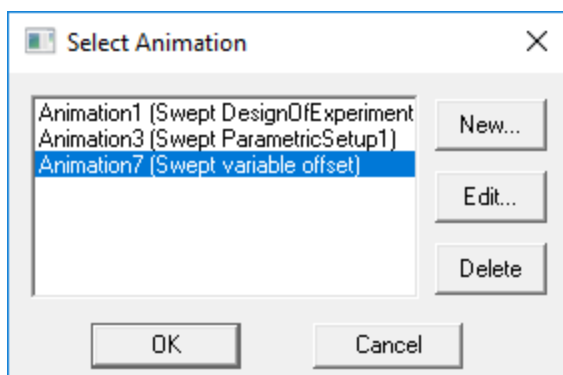 Select Animation
Animation1 (Swept DesignOfExperiment
Animation3 (Swept ParametricSetup1)
Animation7 (Swept variable offset)
New...
Edit...
Delete
OK
Cancel